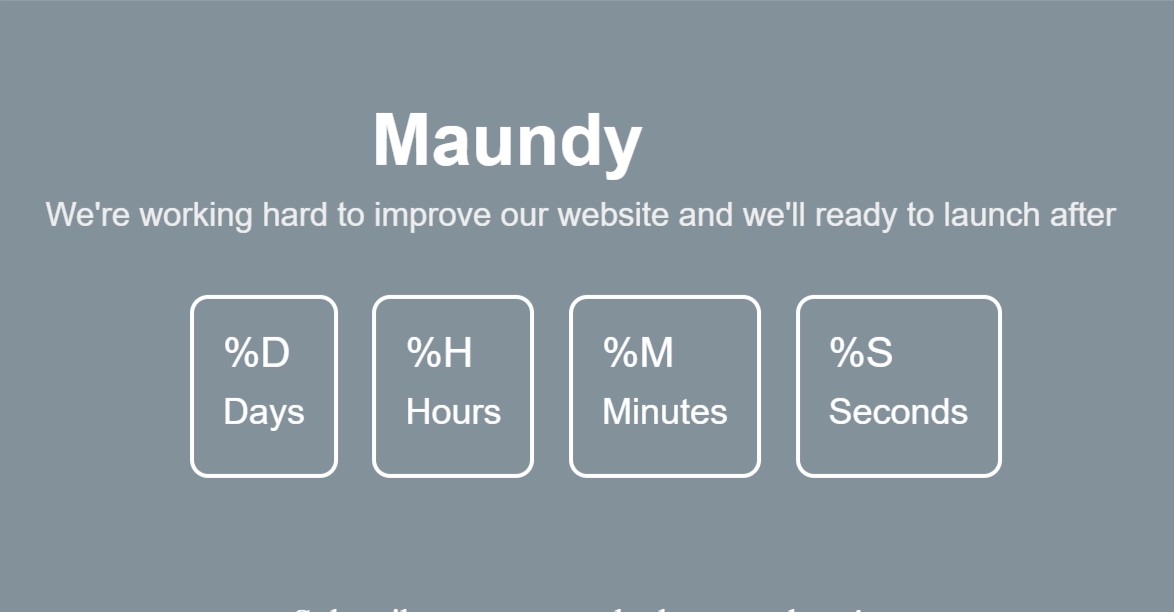 Maundy
We're working hard to improve our website and we'll ready to launch after
%D %H %M %S
Days Hours Minutes Seconds